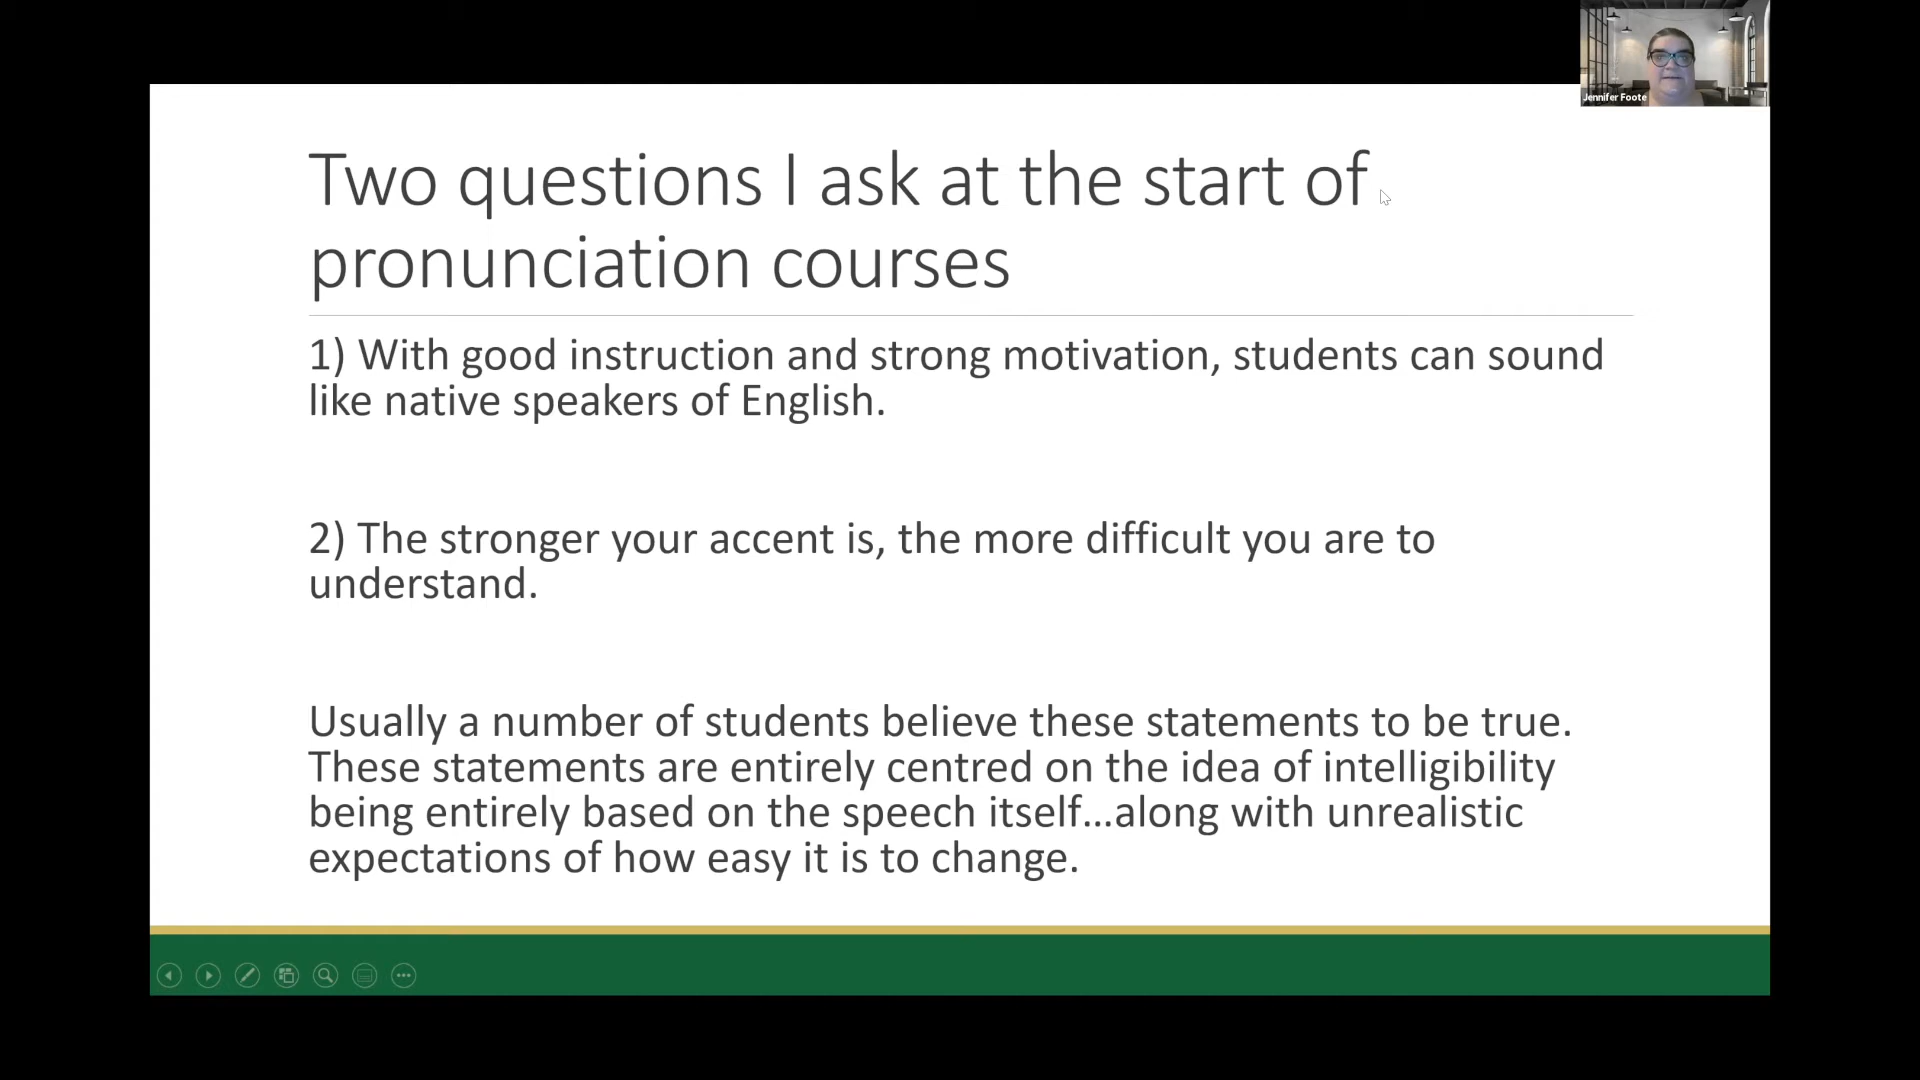 Jennifer Foote
Two questions I ask at the start of
pronunciation courses
1) With good instruction and strong motivation, students can sound
like native speakers of English.
2) The stronger your accent is, the more difficult you are to
understand.
Usually a number of students believe these statements to be true.
These statements are entirely centred on the idea of intelligibility
being entirely based on the speech itself…along with unrealistic
expectations of how easy it is to change.